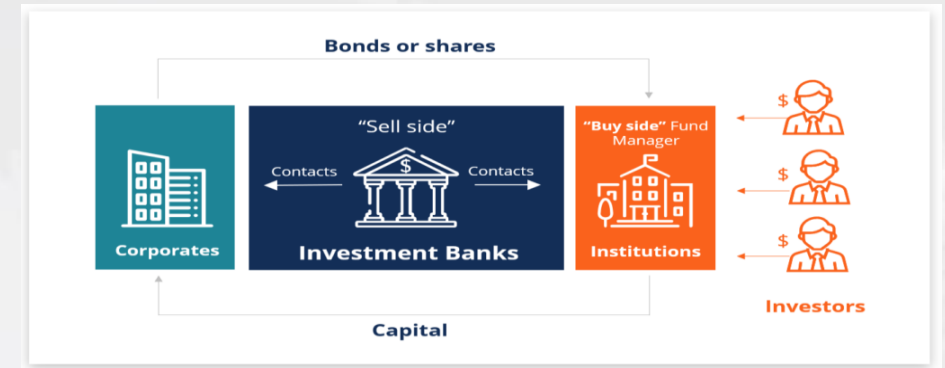 Bonds or shares
"Sell side"
Contacts
$
Contacts
Corporates
Investment Banks
"Buy side" Fund
Manager
Institutions
$
$
$
Investors
Capital